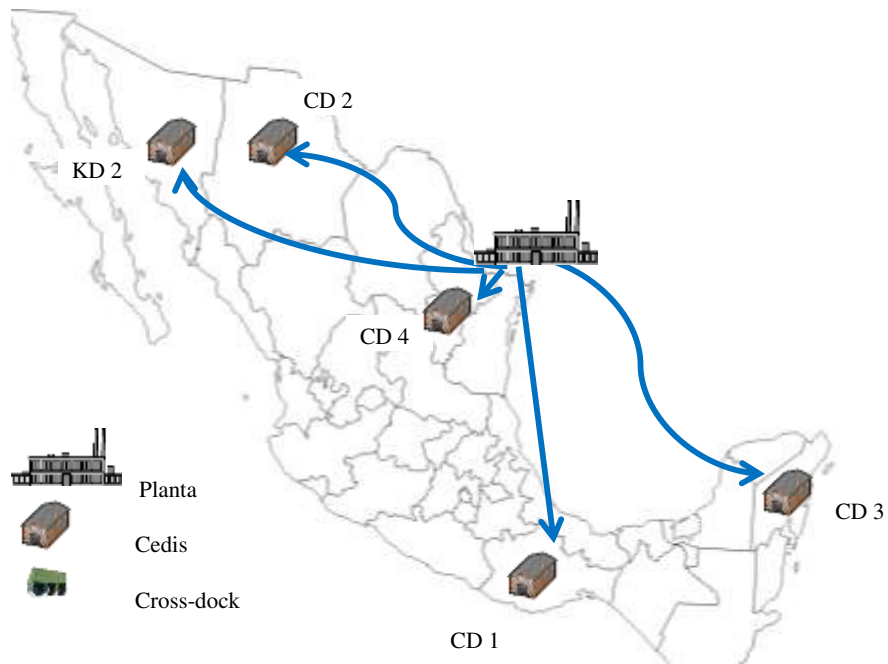 CD 2
KD 2
CD 4
Planta
CD 3
Cedis
Cross-dock
CD 1